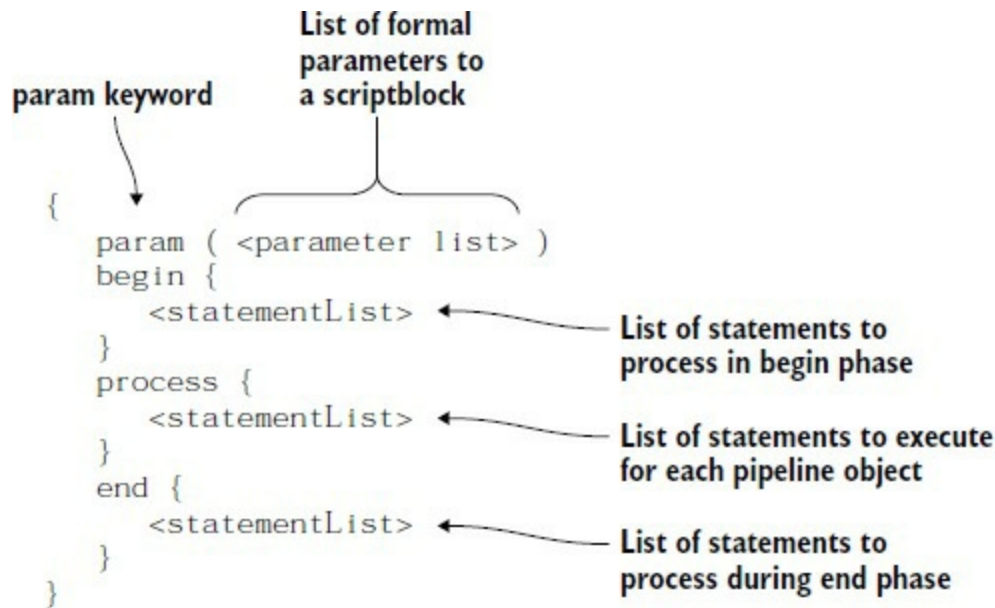 List of formal
parameters to
a scriptblock
param keyword
{
param ( <parameter list> )
begin {
<statementList>
List of statements to
process in begin phase
}
process {
<statementList>
List of statements to execute
for each pipeline object
}
end {
<statementList>
List of statements to
process during end phase
}
}